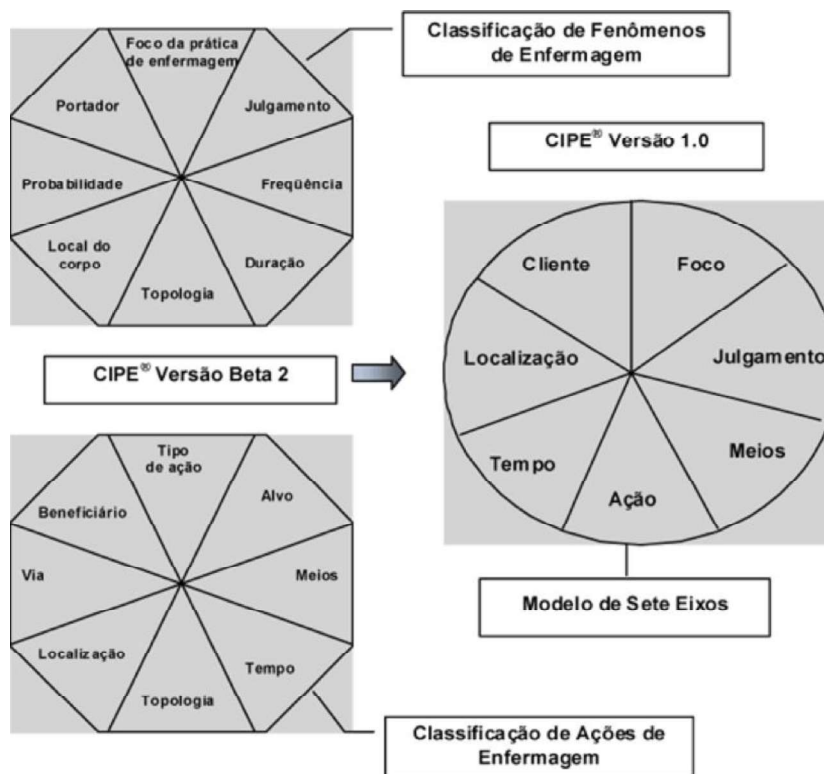 Classificação de Fenômenos
de Enfermagem
Foco da prática
de enfermagem
Portador
Julgamento
Probabilidade
Freqüência
Local do
corpo
Duração
Topologia
CIPE® Versão Beta 2
Tipo
de ação
Beneficiário
Alvo
Via
Meios
Localização
Tempo
Topologia
Classificação de Ações de
Enfermagem
CIPE® Versão 1.0
Cliente
Foco
Localização
Julgamento
Tempo
Meios
Ação
Modelo de Sete Eixos